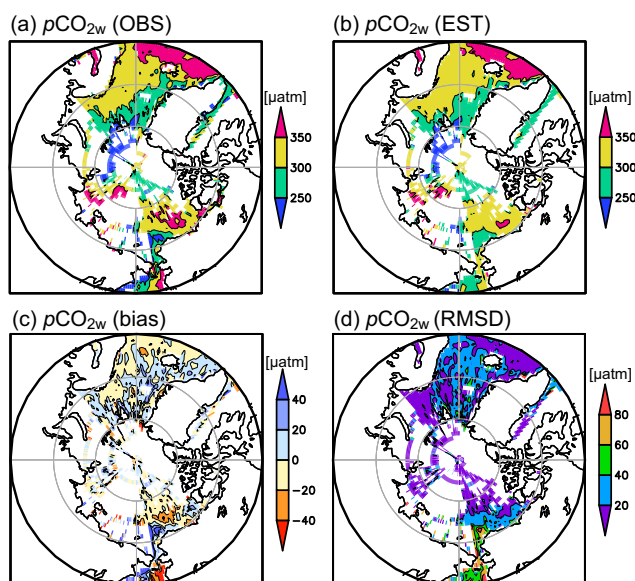 (a) pCO2w (OBS)
(b) pCO2w (EST)
[µatm]
350
300
250
[µatm]
350
300
250
(c) pCO2w (bias)
(d) pCO2w (RMSD)
[µatm]
40
20
0
−20
−40
[µatm]
80
60
40
20